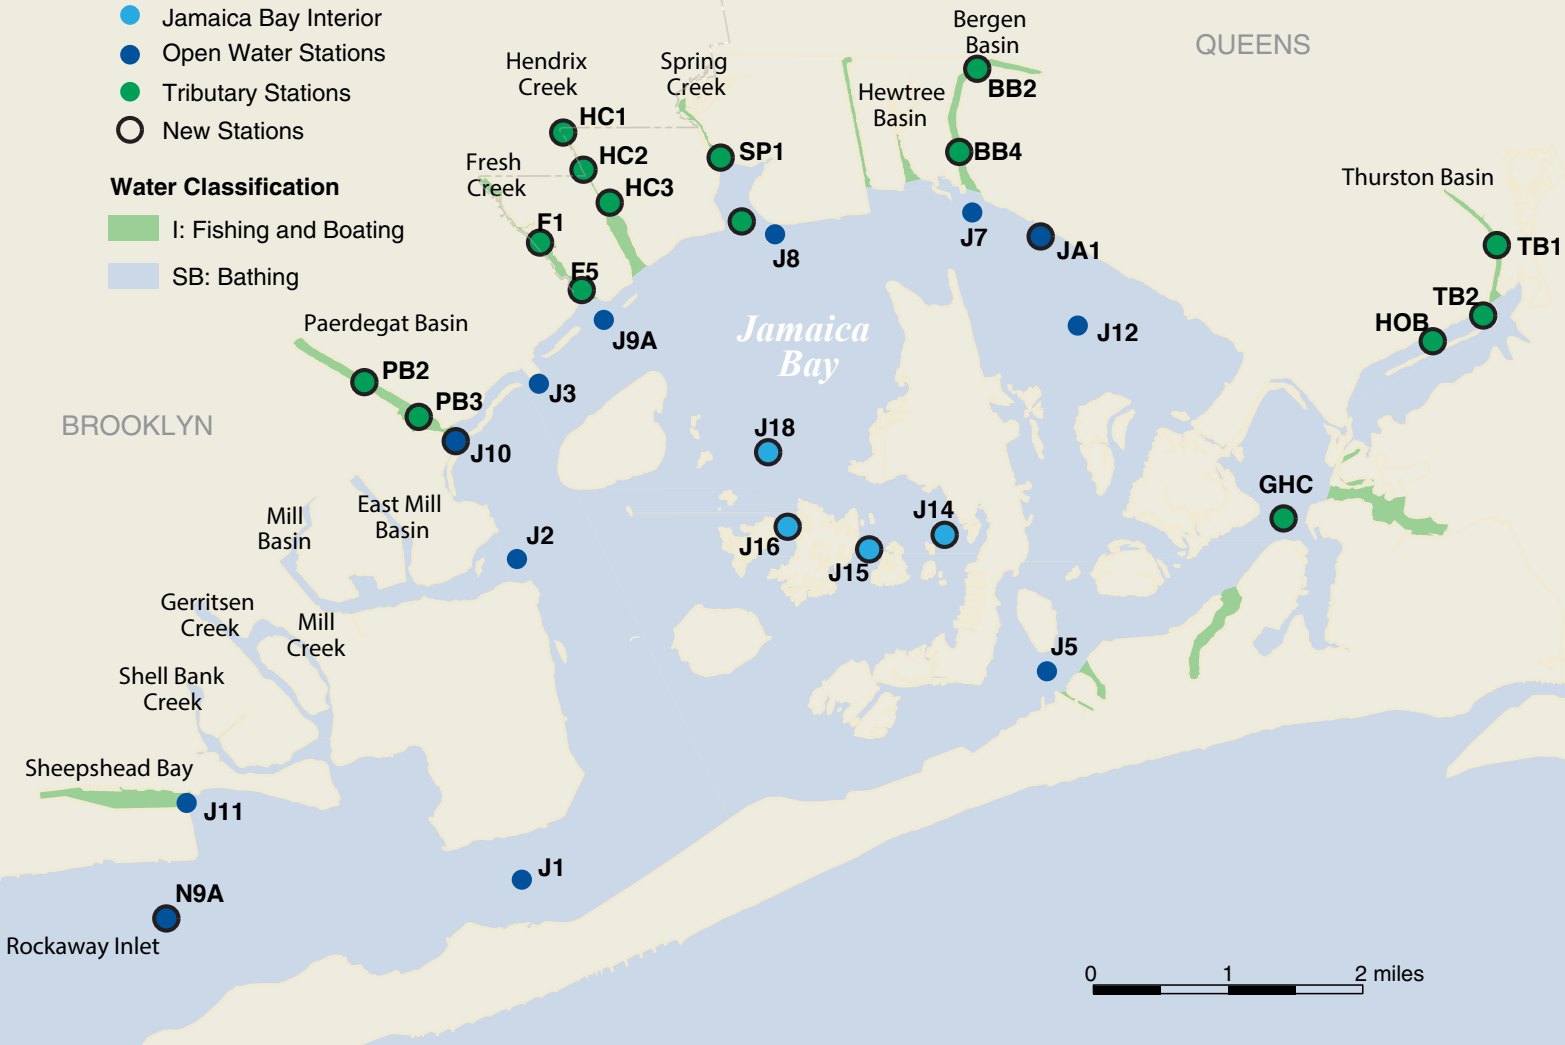 Jamaica Bay Interior
Open Water Stations
Tributary Stations
New Stations
Water Classification
I: Fishing and Boating
SB: Bathing
Bergen
Basin
QUEENS
Hendrix
Creek
Spring
Creek
Hewtree
Basin
BB2
HC1
HC2
HC3
SP1
BB4
Fresh
Creek
Thurston Basin
F1
F5
J8
J7
JA1
TB1
TB2
HOB
Paerdegat Basin
J9A
Jamaica
Bay
J12
PB2
PB3
J3
BROOKLYN
J10
J18
GHC
East Mill
Basin
Mill
Basin
J2
J16
J15
J14
Gerritsen
Creek
Mill
Creek
J5
Shell Bank
Creek
Sheepshead Bay
J11
J1
N9A
Rockaway Inlet
0 1 2 miles